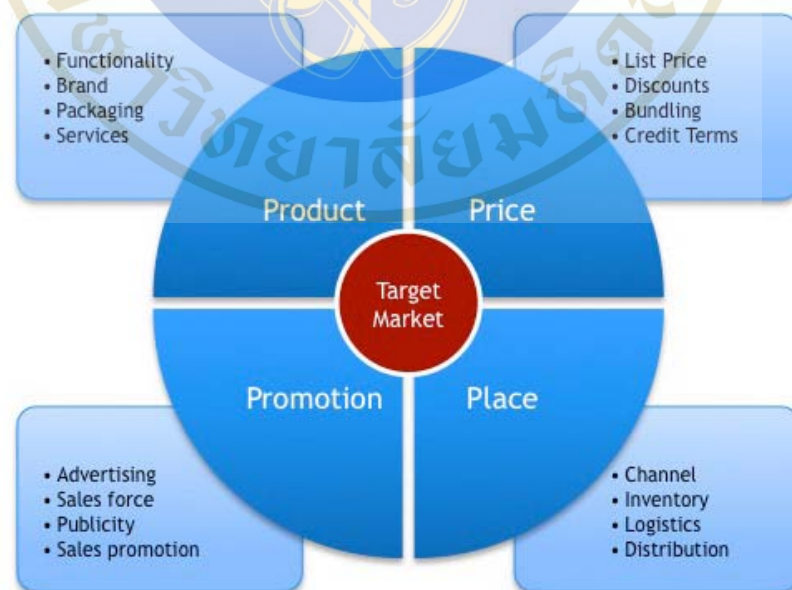 • Functionality
• Brand
• Packaging
• Services
• List Price
• Discounts
• Bundling
• Credit Terms
Product
Price
Target
Market
Promotion
Place
• Advertising
• Sales force
• Publicity
• Sales promotion
• Channel
• Inventory
• Logistics
• Distribution